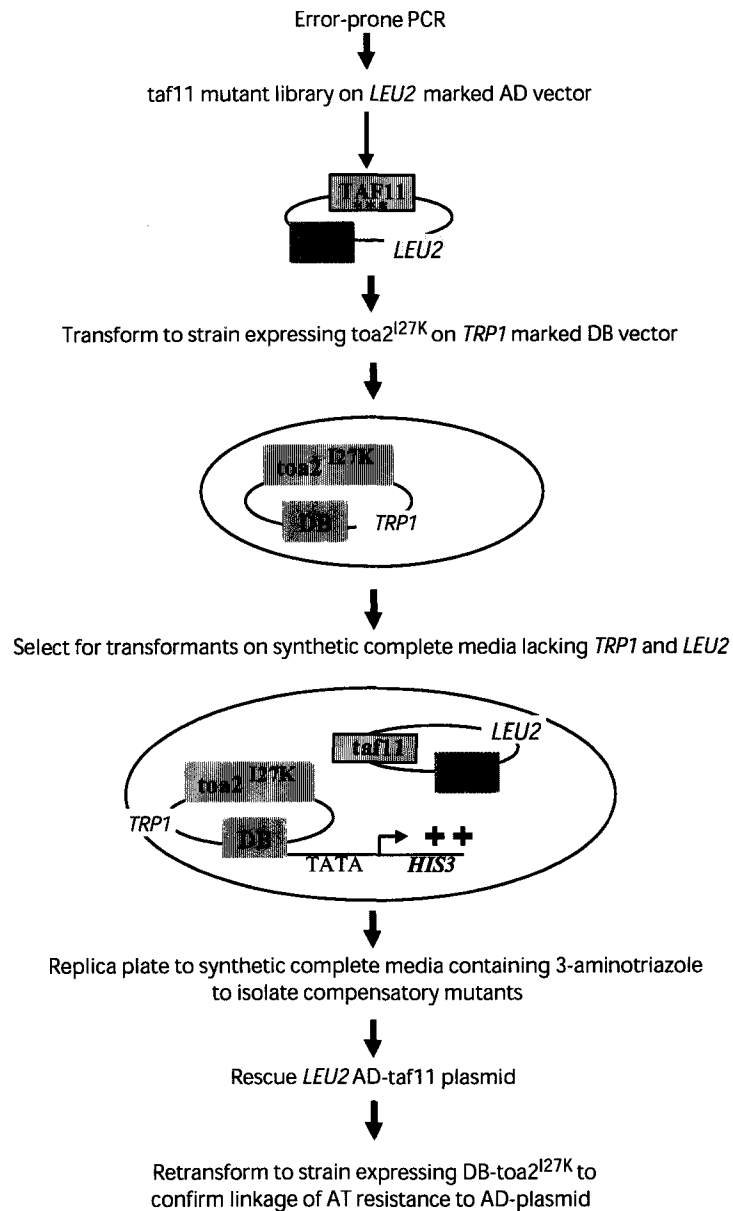 Error-prone PCR
taf11 mutant library on LEU2 marked AD vector
TAF11
***
LEU2
Transform to strain expressing toa2^I27K on TRP1 marked DB vector
toa2 I27K
DB
TRP1
Select for transformants on synthetic complete media lacking TRP1 and LEU2
LEU2
taf11
toa2 I27K
TRP1
DB
++
TATA
HIS3
Replica plate to synthetic complete media containing 3-aminotriazole
to isolate compensatory mutants
Rescue LEU2 AD-taf11 plasmid
Retransform to strain expressing DB-toa2^I27K to
confirm linkage of AT resistance to AD-plasmid